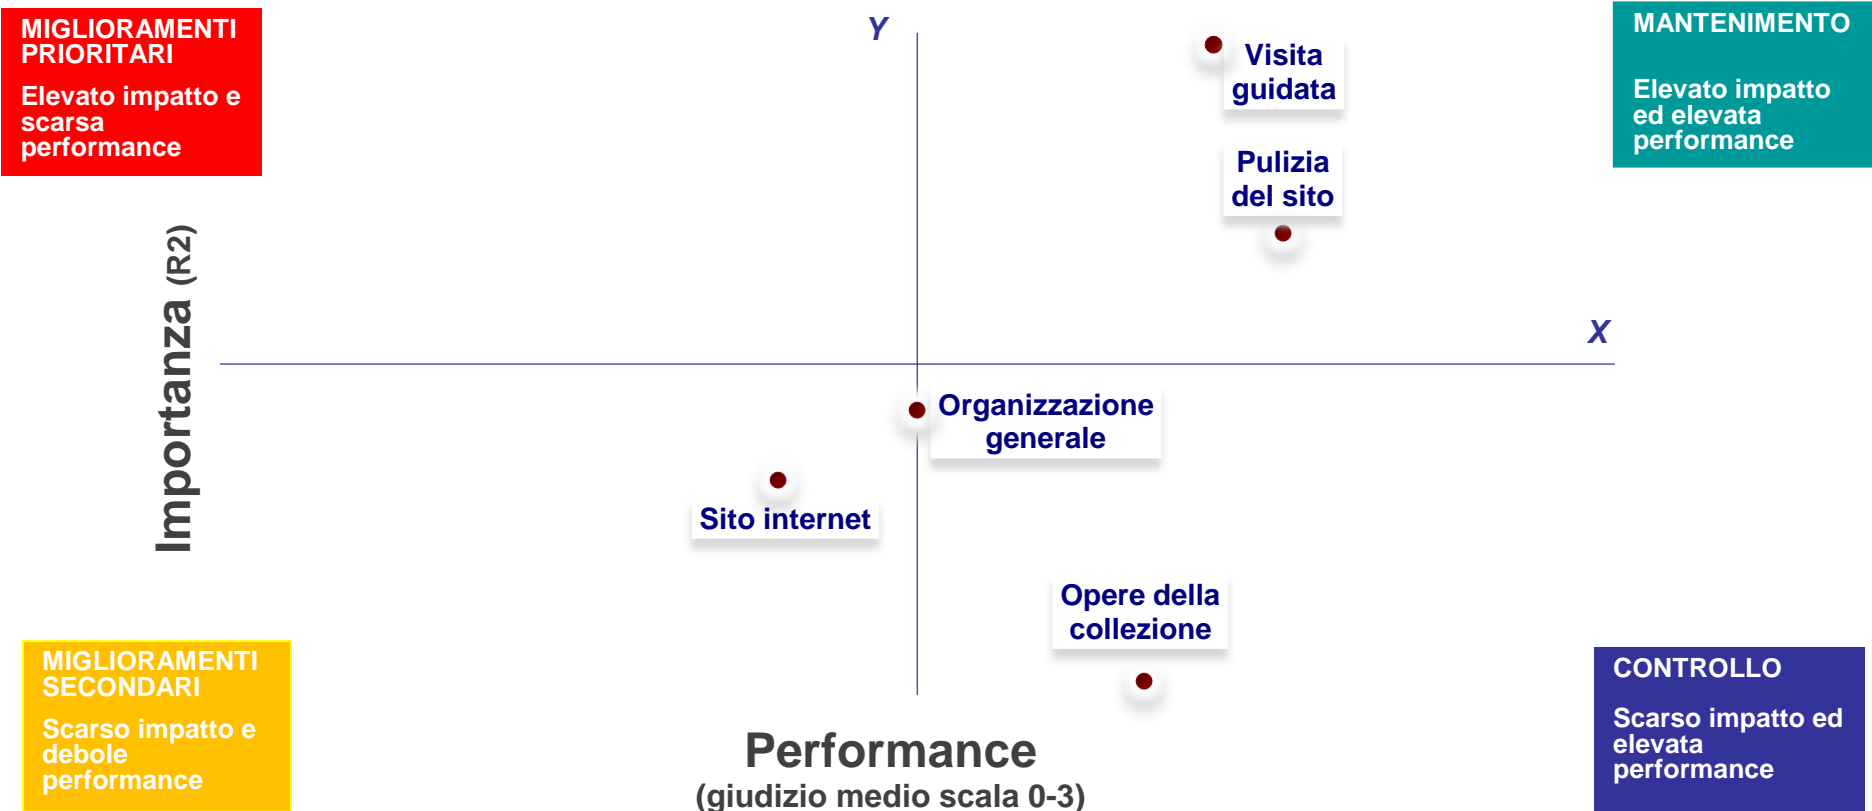 MIGLIORAMENTI
PRIORITARI
Elevato impatto e
scarsa
performance
Y
Visita
guidata
MANTENIMENTO
Elevato impatto
ed elevata
performance
Pulizia
del sito
Importanza (R2)
X
Organizzazione
generale
Sito internet
Opere della
collezione
MIGLIORAMENTI
SECONDARI
Scarso impatto e
debole
performance
Performance
(giudizio medio scala 0-3)
CONTROLLO
Scarso impatto ed
elevata
performance